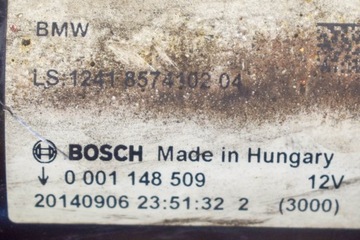 BMW
LS:1241 8574102 04
BOSCH Made in Hungary
↓ 0 001 148 509 12V
20140906 23:51:32 2 (3000)